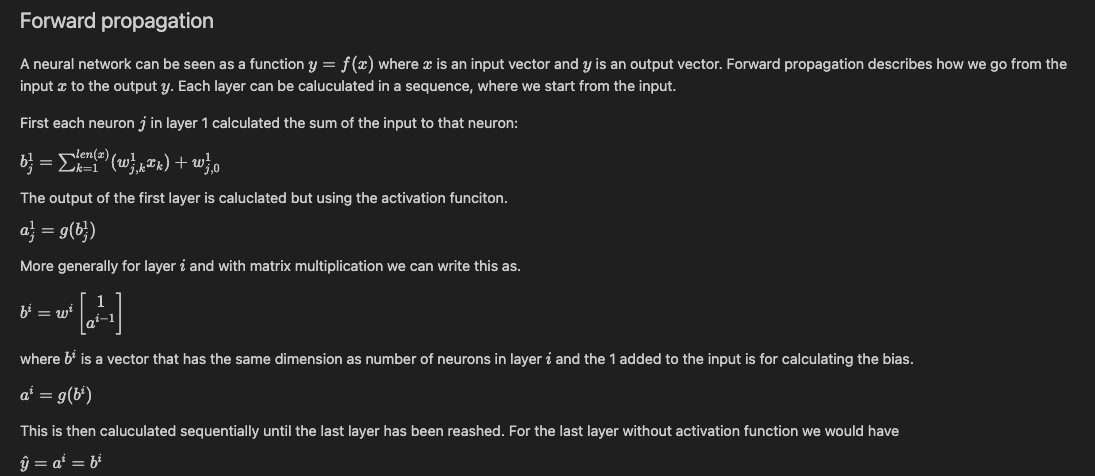 Forward propagation
A neural network can be seen as a function y = f(x) where x is an input vector and y is an output vector. Forward propagation describes how we go from the
input x to the output y. Each layer can be caluculated in a sequence, where we start from the input.
First each neuron j in layer 1 calculated the sum of the input to that neuron:
b_j^1 = ∑_{k=1}^{len(x)} (w_{j,k}^1 x_k) + w_{j,0}^1
The output of the first layer is caluclated but using the activation funciton.
a_j^1 = g(b_j^1)
More generally for layer i and with matrix multiplication we can write this as.
b^i = w^i [1 a^{i-1}]
where b^i is a vector that has the same dimension as number of neurons in layer i and the 1 added to the input is for calculating the bias.
a^i = g(b^i)
This is then caluculated sequentially until the last layer has been reashed. For the last layer without activation function we would have
ŷ = a^i = b^i